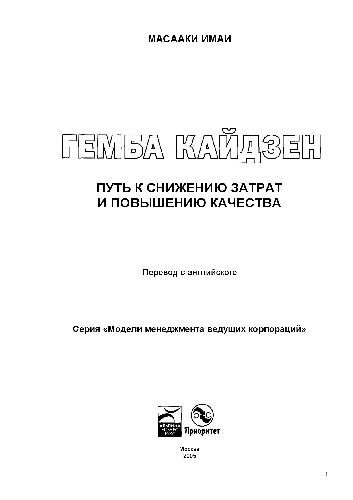 МАСААКИ ИМАИ
ГЕМБА КАЙДЗЕН
ПУТЬ К СНИЖЕНИЮ ЗАТРАТ
И ПОВЫШЕНИЮ КАЧЕСТВА
Перевод с английского
Серия «Модели менеджмента ведущих корпораций»
Приоритет
Москва
2005
1